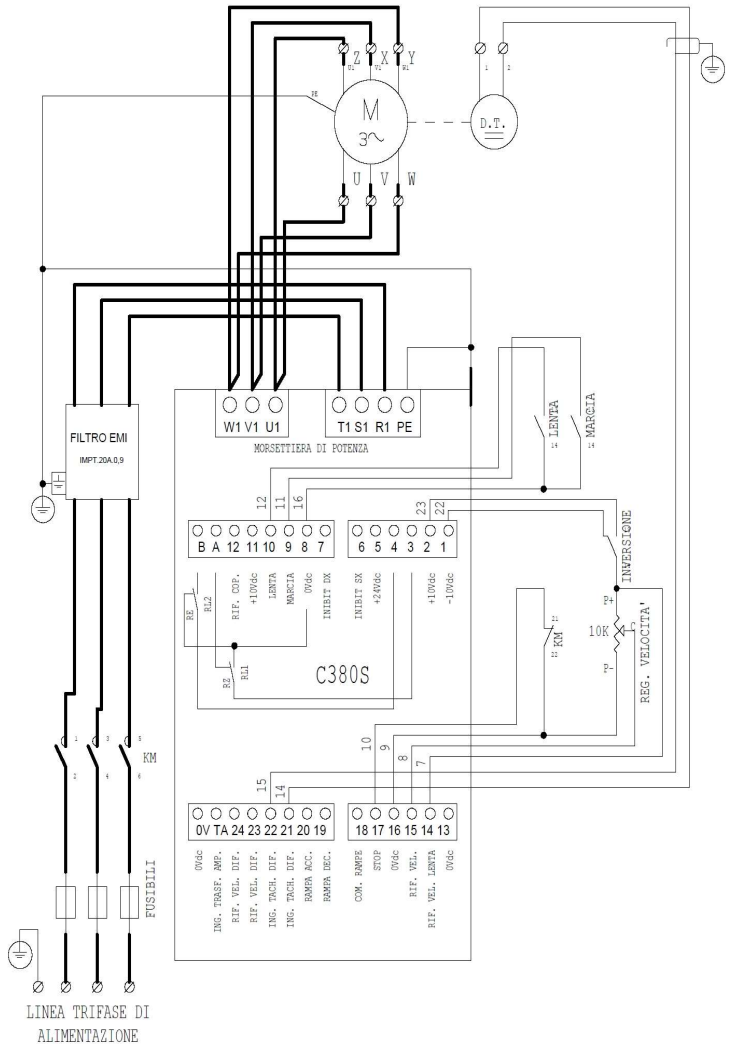 Z X Y
U1 V1 W1
1 2
PE
M
3~
D.T.
U V W
FILTRO EMI
IMPT.20A.0,9
W1 V1 U1
T1 S1 R1 PE
MORSETTIERA DI POTENZA
LENTA
14
MARCIA
14
12
11
16
23
22
B A 12 11 10 9 8 7
6 5 4 3 2 1
RIF. COP.
+10Vdc
LENTA
MARCIA
0Vdc
INIBIT DX
INIBIT SX
+24Vdc
+10Vdc
-10Vdc
INVERSIONE
RE
RL2
RZ
RL1
C380S
P+
10K
P-
REG. VELOCITA'
21
KM
22
10
9
8
7
15
14
1 3 5
KM
2 4 6
0V TA 24 23 22 21 20 19
18 17 16 15 14 13
0Vdc
ING. TRASF. AMP.
RIF. VEL. DIF.
RIF. VEL. DIF.
ING. TACH. DIF.
ING. TACH. DIF.
RAMPA ACC.
RAMPA DEC.
COM. RAMPE
STOP
0Vdc
RIF. VEL.
RIF. VEL. LENTA
0Vdc
FUSIBILI
LINEA TRIFASE DI
ALIMENTAZIONE